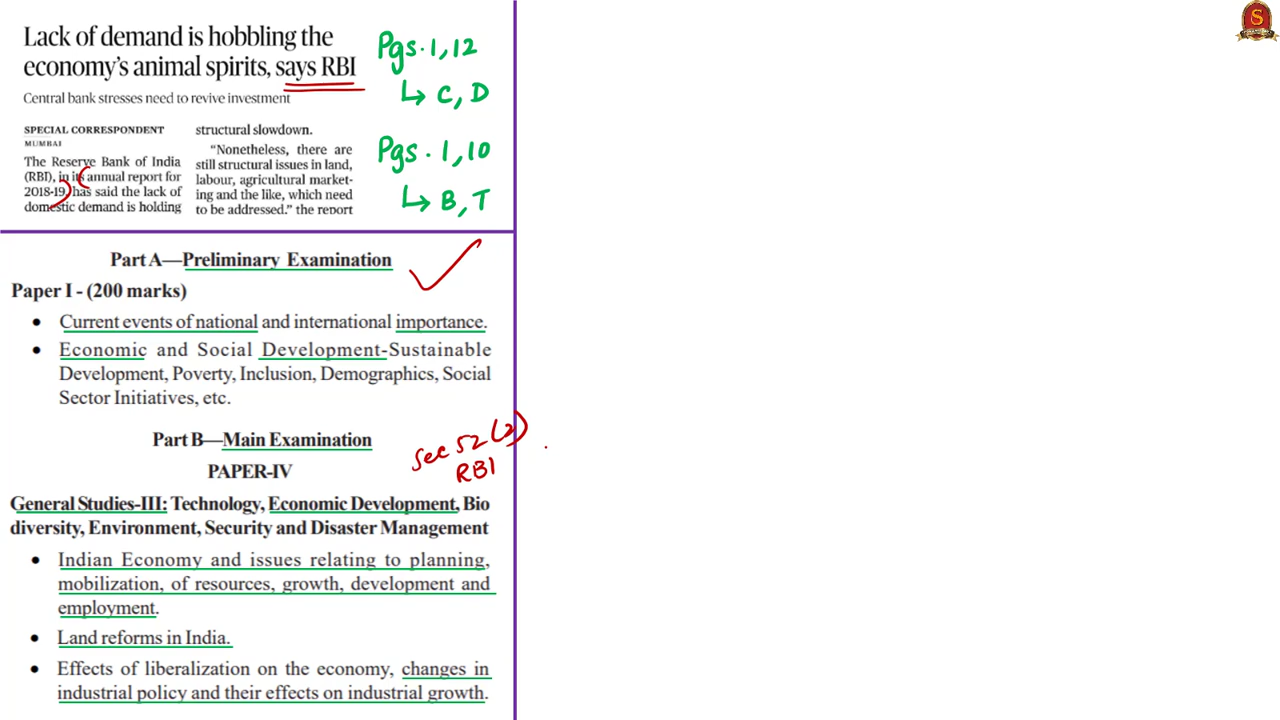 Lack of demand is hobbling the
economy's animal spirits, says RBI
Central bank stresses need to revive investment
SPECIAL CORRESPONDENT
MUMBAI
The Reserve Bank of India
(RBI), in its annual report for
2018-19, has said the lack of
domestic demand is holding
structural slowdown.
"Nonetheless, there are
still structural issues in land,
labour, agricultural market-
ing and the like, which need
to be addressed." the report
Pgs. 1, 12
↳ C, D
Pgs. 1, 10
↳ B, T
Part A—Preliminary Examination
Paper I - (200 marks)
• Current events of national and international importance.
• Economic and Social Development-Sustainable
Development, Poverty, Inclusion, Demographics, Social
Sector Initiatives, etc.
Part B—Main Examination
Sec 52 (2)
RBI
PAPER-IV
General Studies-III: Technology, Economic Development, Bio
diversity, Environment, Security and Disaster Management
• Indian Economy and issues relating to planning,
mobilization, of resources, growth, development and
employment.
• Land reforms in India.
• Effects of liberalization on the economy, changes in
industrial policy and their effects on industrial growth.
S